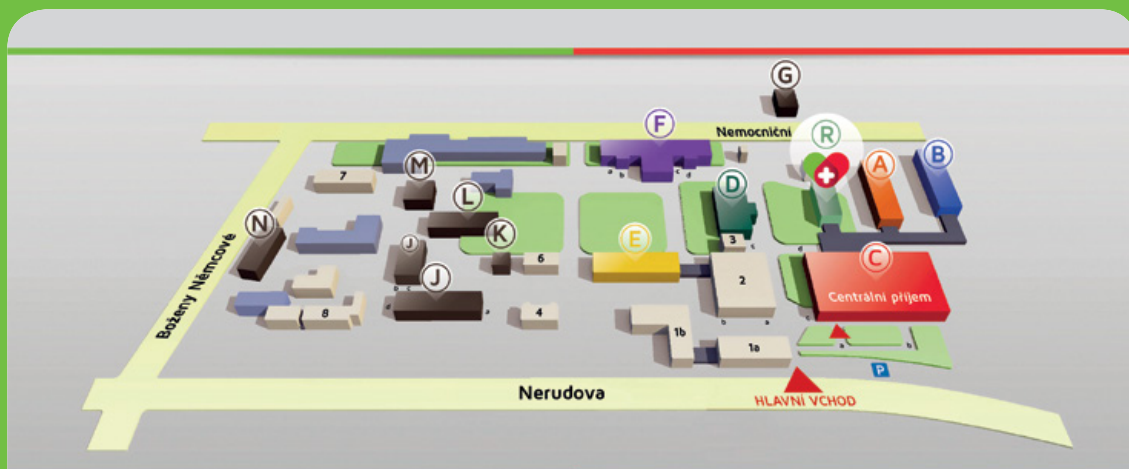 G
F
Nemocniční
R
B
A
M
D
7
L
a
b
c
d
N
K
J
E
3
c
d
C
6
2
J
b
c
Centrální příjem
Boženy Němcové
d
a
8
4
1b
b
a
c
a
b
1a
P
Nerudova
HLAVNÍ VCHOD